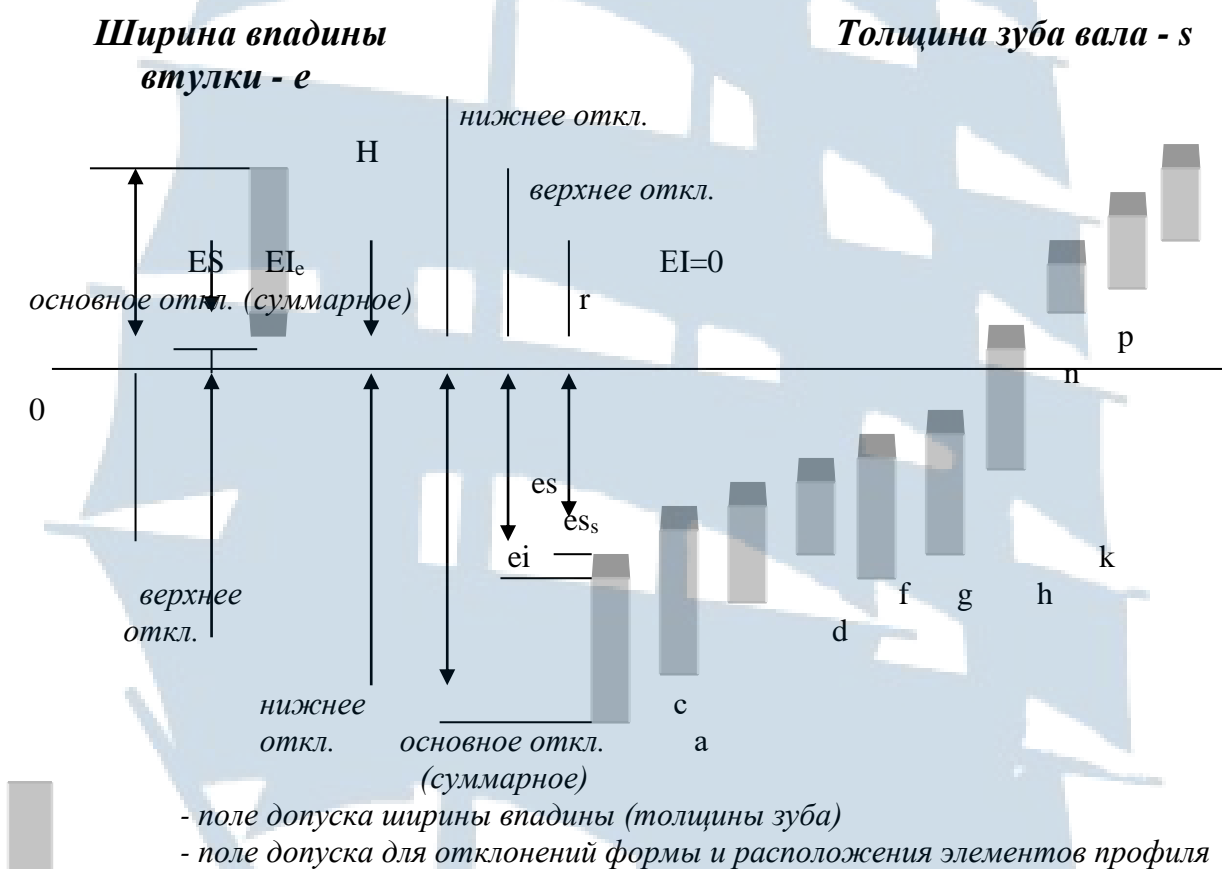 Ширина впадины
втулки - e
Толщина зуба вала - s
нижнее откл.
H
верхнее откл.
ES
EIe
EI=0
основное откл. (суммарное)
r
p
n
0
es
ess
ei
k
верхнее
откл.
f
g
h
d
нижнее
откл.
c
основное откл.
(суммарное)
a
- поле допуска ширины впадины (толщины зуба)
- поле допуска для отклонений формы и расположения элементов профиля